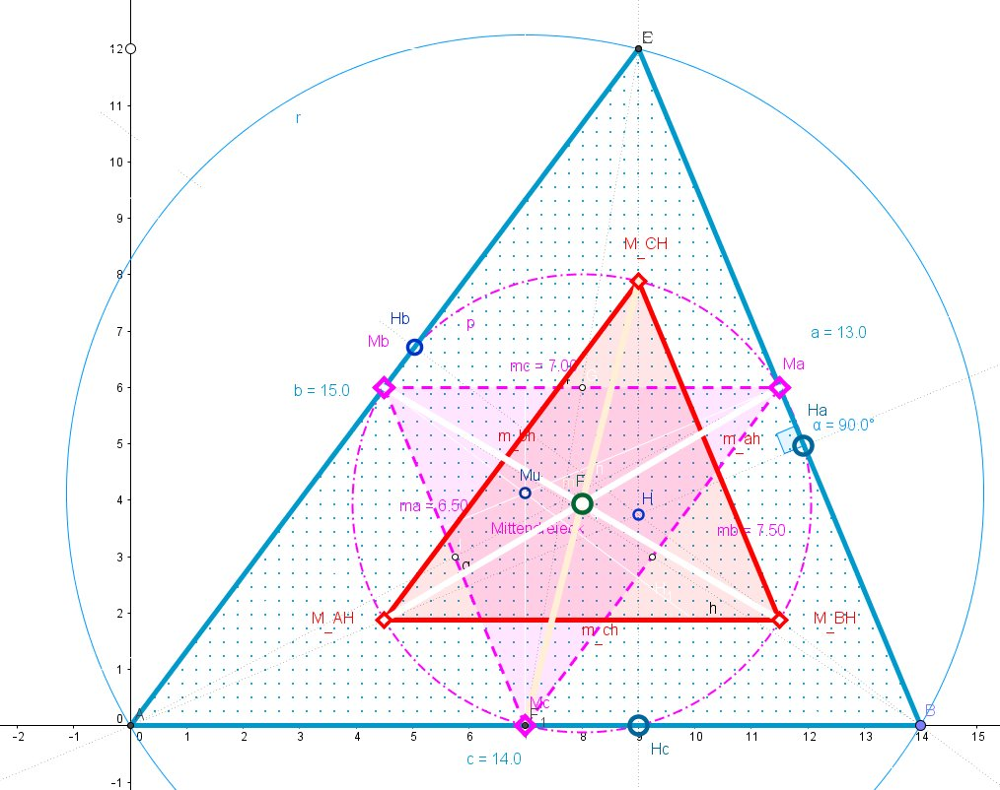 C
12
r
11
10
9
M_CH
8
Hb
p
7
Mb
a = 13.0
mc = 7.00
Ma
b = 15.0
6
Ha
α = 90.0°
m_bh
m_ah
5
Mu
F
H
ma = 6.50
4
Mittendreieck
mb = 7.50
3
g
2
h
M_AH
M_BH
m_ch
1
Mc
A
B
0
-2 -1 0 1 2 3 4 5 6 7 8 9 10 11 12 13 14 15
Hc
c = 14.0
-1